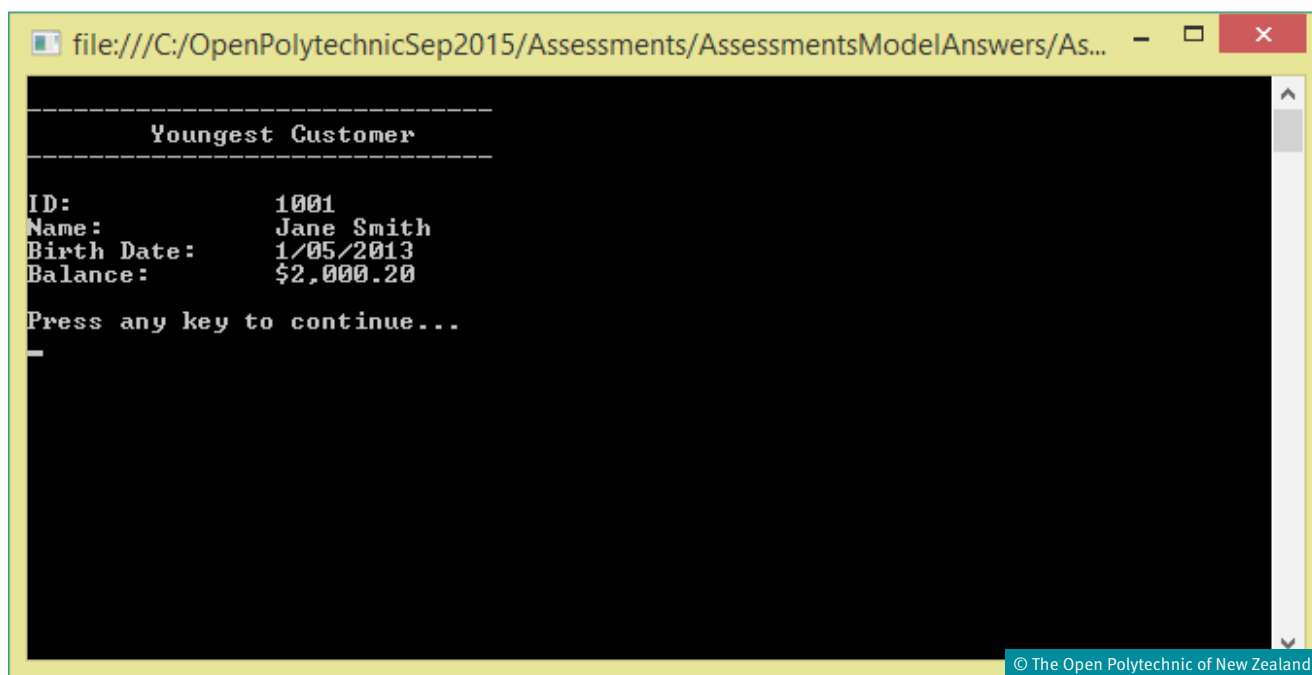 file:///C:/OpenPolytechnicSep2015/Assessments/AssessmentsModelAnswers/As...
------------------------------
Youngest Customer
------------------------------
ID: 1001
Name: Jane Smith
Birth Date: 1/05/2013
Balance: $2,000.20
Press any key to continue...
© The Open Polytechnic of New Zealand